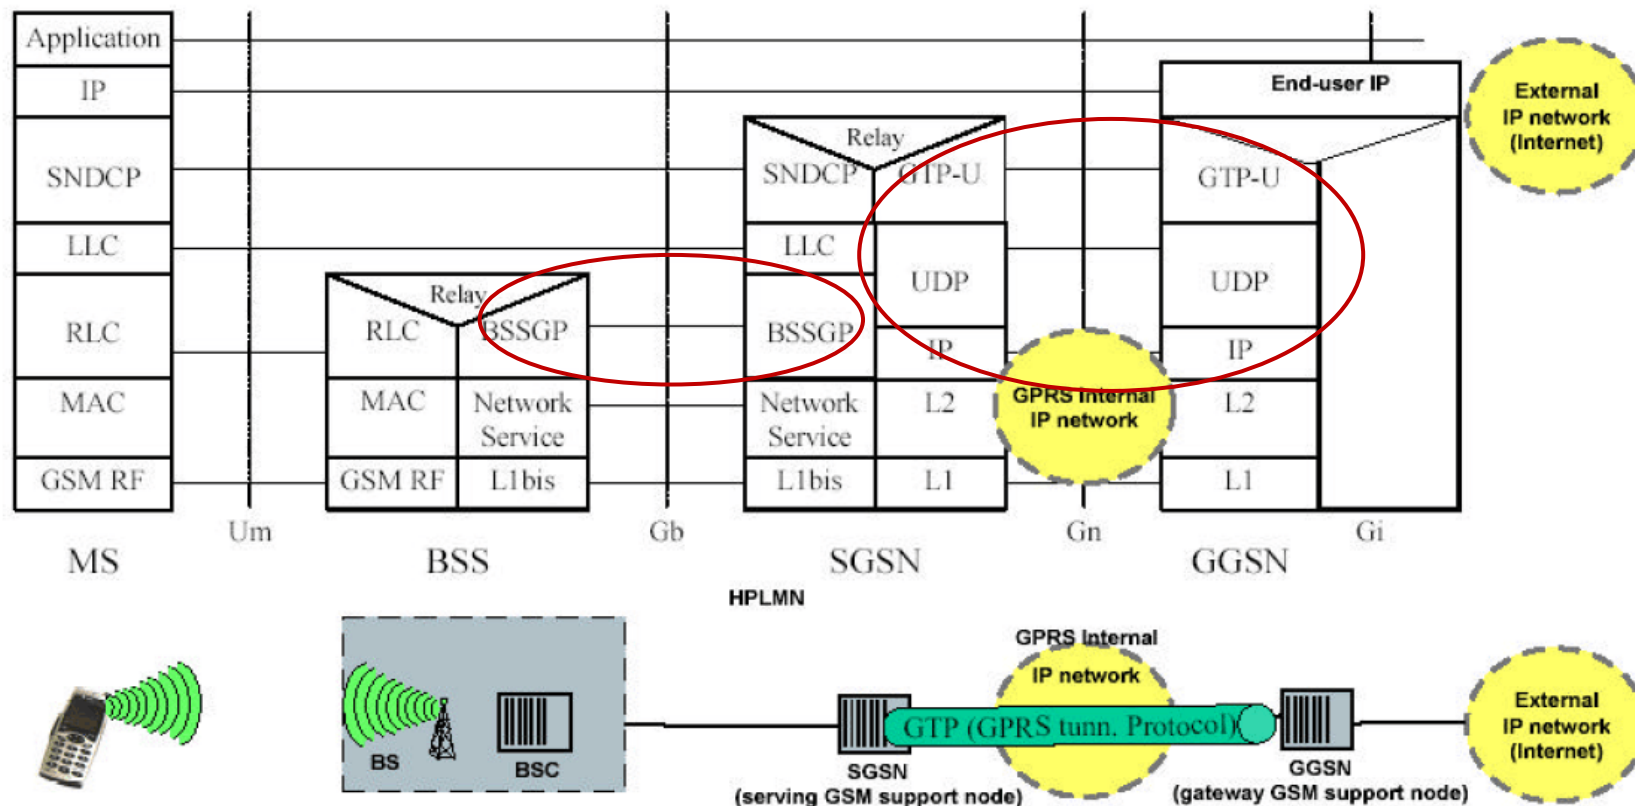 Application
IP
SNDCP
LLC
RLC
MAC
GSM RF
MS
Um
Relay
RLC
BSSGP
MAC
Network
Service
GSM RF
L1bis
BSS
Gb
Relay
SNDCP
GTP-U
LLC
UDP
BSSGP
IP
Network
Service
L2
L1bis
L1
SGSN
GPRS Internal
IP network
Gn
End-user IP
GTP-U
UDP
IP
L2
L1
GGSN
Gi
External
IP network
(Internet)
HPLMN
BS
BSC
GPRS Internal
IP network
GTP (GPRS tunn. Protocol)
SGSN
(serving GSM support node)
GGSN
(gateway GSM support node)
External
IP network
(Internet)